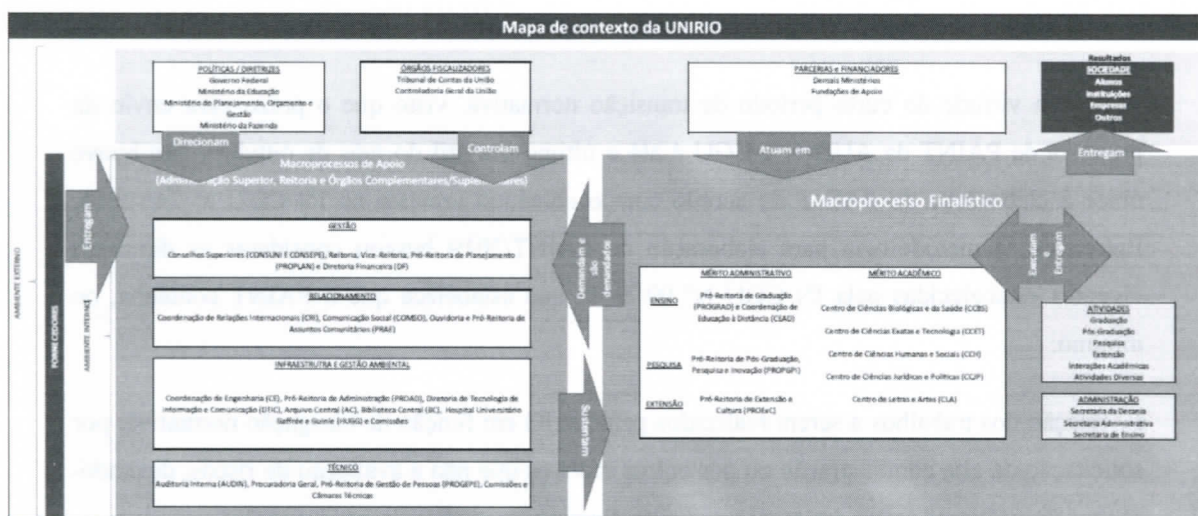 Mapa de contexto da UNIRIO
POLÍTICAS / DIRETRIZES
Governo Federal
Ministério da Educação
Ministério do Planejamento, Orçamento e
Gestão
Ministério da Fazenda
ÓRGÃOS FISCALIZADORES
Tribunal de Contas da União
Controladoria Geral da União
PARCERIAS e FINANCIADORES
Demais Ministérios
Fundações de Apoio
Resultados
SOCIEDADE
Alunos
Instituições
Empresas
Outros
Direcionam
Controlam
Atuam em
Entregam
AMBIENTE EXTERNO
FORNECEDORES
AMBIENTE INTERNO
Entregam
Macroprocessos de Apoio
(Administração Superior, Reitoria e Órgãos Complementares/Suplementares)
GESTÃO
Conselhos Superiores (CONSUNI E CONSEPE), Reitoria, Vice-Reitoria, Pró-Reitoria de Planejamento
(PROPLAN) e Diretoria Financeira (DF)
RELACIONAMENTO
Coordenação de Relações Internacionais (CRI), Comunicação Social (COMSO), Ouvidoria e Pró-Reitoria de
Assuntos Comunitários (PRAE)
INFRAESTRUTRA E GESTÃO AMBIENTAL
Coordenação de Engenharia (CE), Pró-Reitoria de Administração (PROAD), Diretoria de Tecnologia de
Informação e Comunicação (DTIC), Arquivo Central (AC), Biblioteca Central (BC), Hospital Universitário
Gaffrée e Guinle (HUGG) e Comissões
TÉCNICO
Auditoria Interna (AUDIN), Procuradoria Geral, Pró-Reitoria de Gestão de Pessoas (PROGEPE), Comissões e
Câmaras Técnicas
Demandam e
são
demandados
Sustentam
Macroprocesso Finalístico
Executam
e
Entregam
MÉRITO ADMINISTRATIVO
MÉRITO ACADÊMICO
ENSINO
Pró-Reitoria de Graduação
(PROGRAD) e Coordenação de
Educação à Distância (CEAD)
PESQUISA
Pró-Reitoria de Pós-Graduação,
Pesquisa e Inovação (PROPGPI)
EXTENSÃO
Pró-Reitoria de Extensão e
Cultura (PROExC)
Centro de Ciências Biológicas e da Saúde (CCBS)
Centro de Ciências Exatas e Tecnologia (CCET)
Centro de Ciências Humanas e Sociais (CCH)
Centro de Ciências Jurídicas e Políticas (CCJP)
Centro de Letras e Artes (CLA)
ATIVIDADES
Graduação
Pós-Graduação
Pesquisa
Extensão
Interações Acadêmicas
Atividades Diversas
ADMINISTRAÇÃO
Secretaria da Decania
Secretaria Administrativa
Secretaria de Ensino